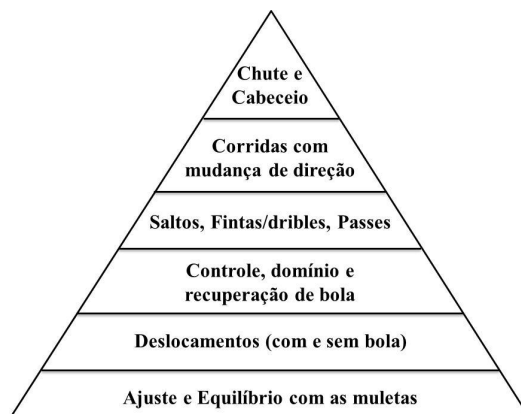 Chute e
Cabeceio
Corridas com
mudança de direção
Saltos, Fintas/dribles, Passes
Controle, domínio e
recuperação de bola
Deslocamentos (com e sem bola)
Ajuste e Equilíbrio com as muletas